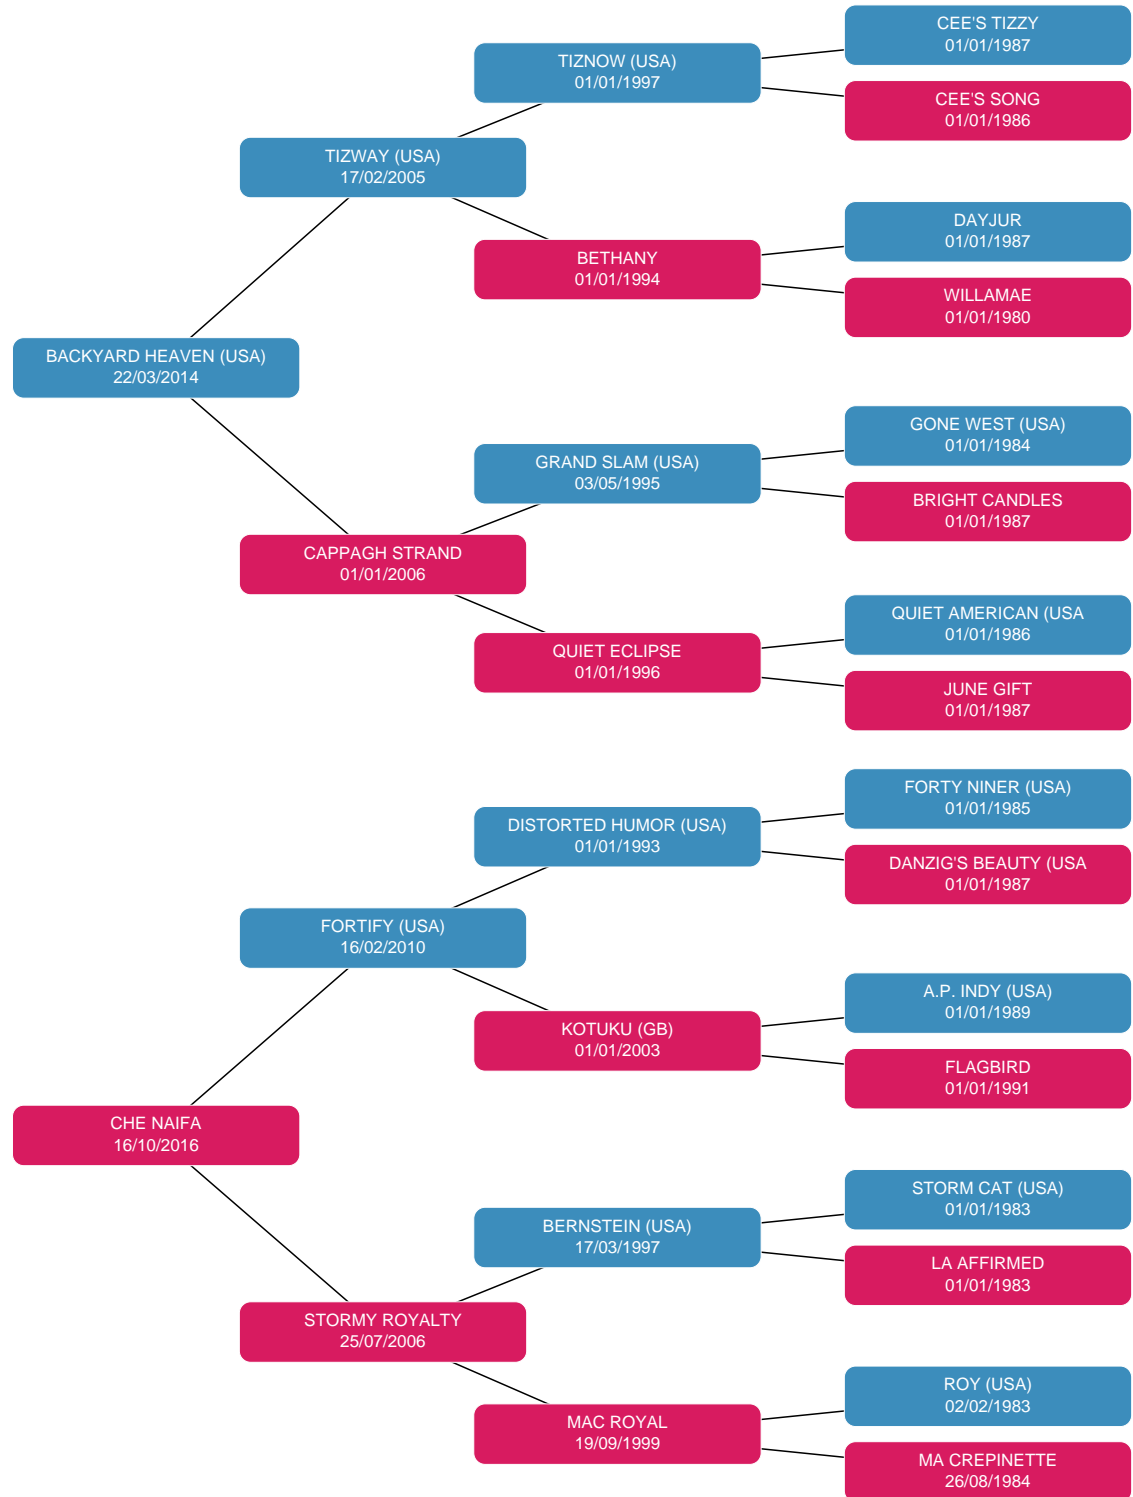 CEE'S TIZZY
01/01/1987
TIZNOW (USA)
01/01/1997
CEE'S SONG
01/01/1986
TIZWAY (USA)
17/02/2005
DAYJUR
01/01/1987
BETHANY
01/01/1994
WILLAMAE
01/01/1980
BACKYARD HEAVEN (USA)
22/03/2014
GONE WEST (USA)
01/01/1984
GRAND SLAM (USA)
03/05/1995
BRIGHT CANDLES
01/01/1987
CAPPAGH STRAND
01/01/2006
QUIET AMERICAN (USA
01/01/1986
QUIET ECLIPSE
01/01/1996
JUNE GIFT
01/01/1987
FORTY NINER (USA)
01/01/1985
DISTORTED HUMOR (USA)
01/01/1993
DANZIG'S BEAUTY (USA
01/01/1987
FORTIFY (USA)
16/02/2010
A.P. INDY (USA)
01/01/1989
KOTUKU (GB)
01/01/2003
FLAGBIRD
01/01/1991
CHE NAIFA
16/10/2016
STORM CAT (USA)
01/01/1983
BERNSTEIN (USA)
17/03/1997
LA AFFIRMED
01/01/1983
STORMY ROYALTY
25/07/2006
ROY (USA)
02/02/1983
MAC ROYAL
19/09/1999
MA CREPINETTE
26/08/1984